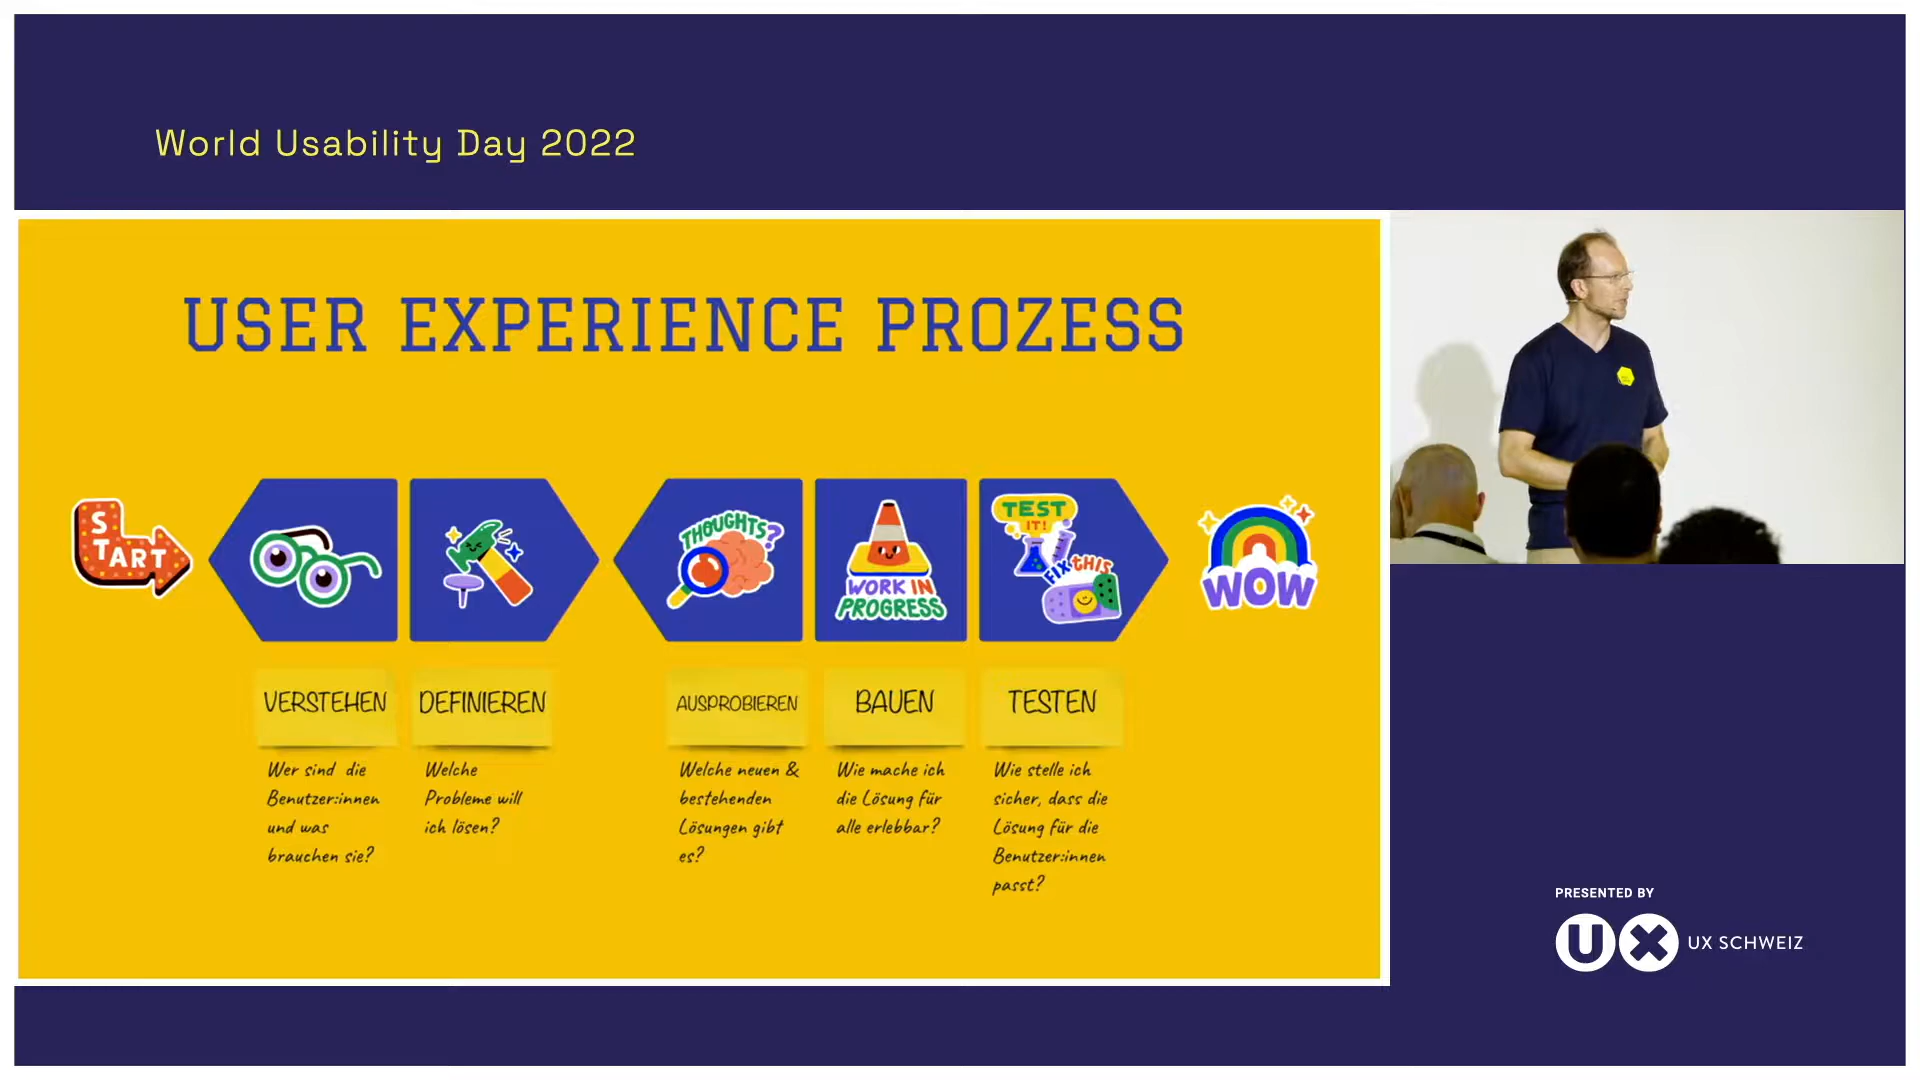 World Usability Day 2022
USER EXPERIENCE PROZESS
START
THOUGHTS?
WORK IN
PROGRESS
TEST
IT!
FIX THIS
WOW
VERSTEHEN
Wer sind die
Benutzer:innen
und was
brauchen sie?
DEFINIEREN
Welche
Probleme will
ich lösen?
AUSPROBIEREN
Welche neuen &
bestehenden
Lösungen gibt
es?
BAUEN
Wie mache ich
die Lösung für
alle erlebbar?
TESTEN
Wie stelle ich
sicher, dass die
Lösung für die
Benutzer:innen
passt?
PRESENTED BY
UX UX SCHWEIZ